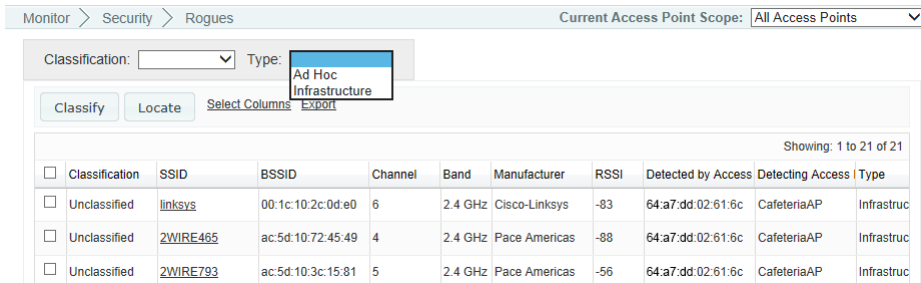 Monitor > Security > Rogues Current Access Point Scope: All Access Points
Classification: Type:
Ad Hoc
Infrastructure
Classify Locate Select Columns Export
Showing: 1 to 21 of 21
Classification SSID BSSID Channel Band Manufacturer RSSI Detected by Access Detecting Access Type
Unclassified linksys 00:1c:10:2c:0d:e0 6 2.4 GHz Cisco-Linksys -83 64:a7:dd:02:61:6c CafeteriaAP Infrastruc
Unclassified 2WIRE465 ac:5d:10:72:45:49 4 2.4 GHz Pace Americas -88 64:a7:dd:02:61:6c CafeteriaAP Infrastruc
Unclassified 2WIRE793 ac:5d:10:3c:15:81 5 2.4 GHz Pace Americas -56 64:a7:dd:02:61:6c CafeteriaAP Infrastruc